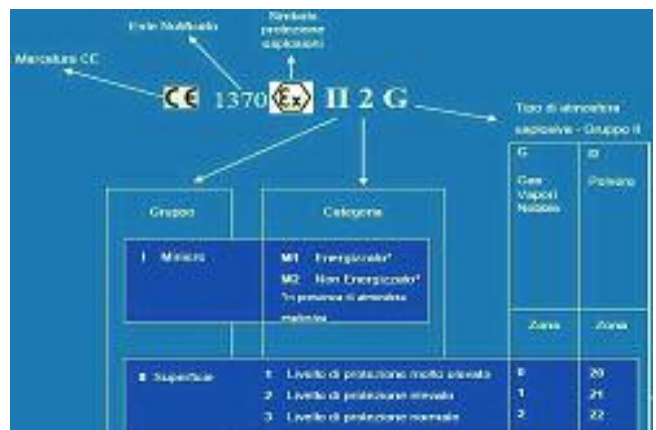 Ente Notificato
Simbolo
protezione
esplosioni
Marcatura CE
CE 1370 Ex II 2 G
Tipo di atmosfera
esplosiva - Gruppo II
G D
Gas Polvere
Vapori
Nebbie
Gruppo Categoria
I Miniere M1 Energizzato*
M2 Non Energizzato*
*in presenza di atmosfera
esplosiva
Zona Zona
II Superficie 1 Livello di protezione molto elevato 0 20
2 Livello di protezione elevato 1 21
3 Livello di protezione normale 2 22